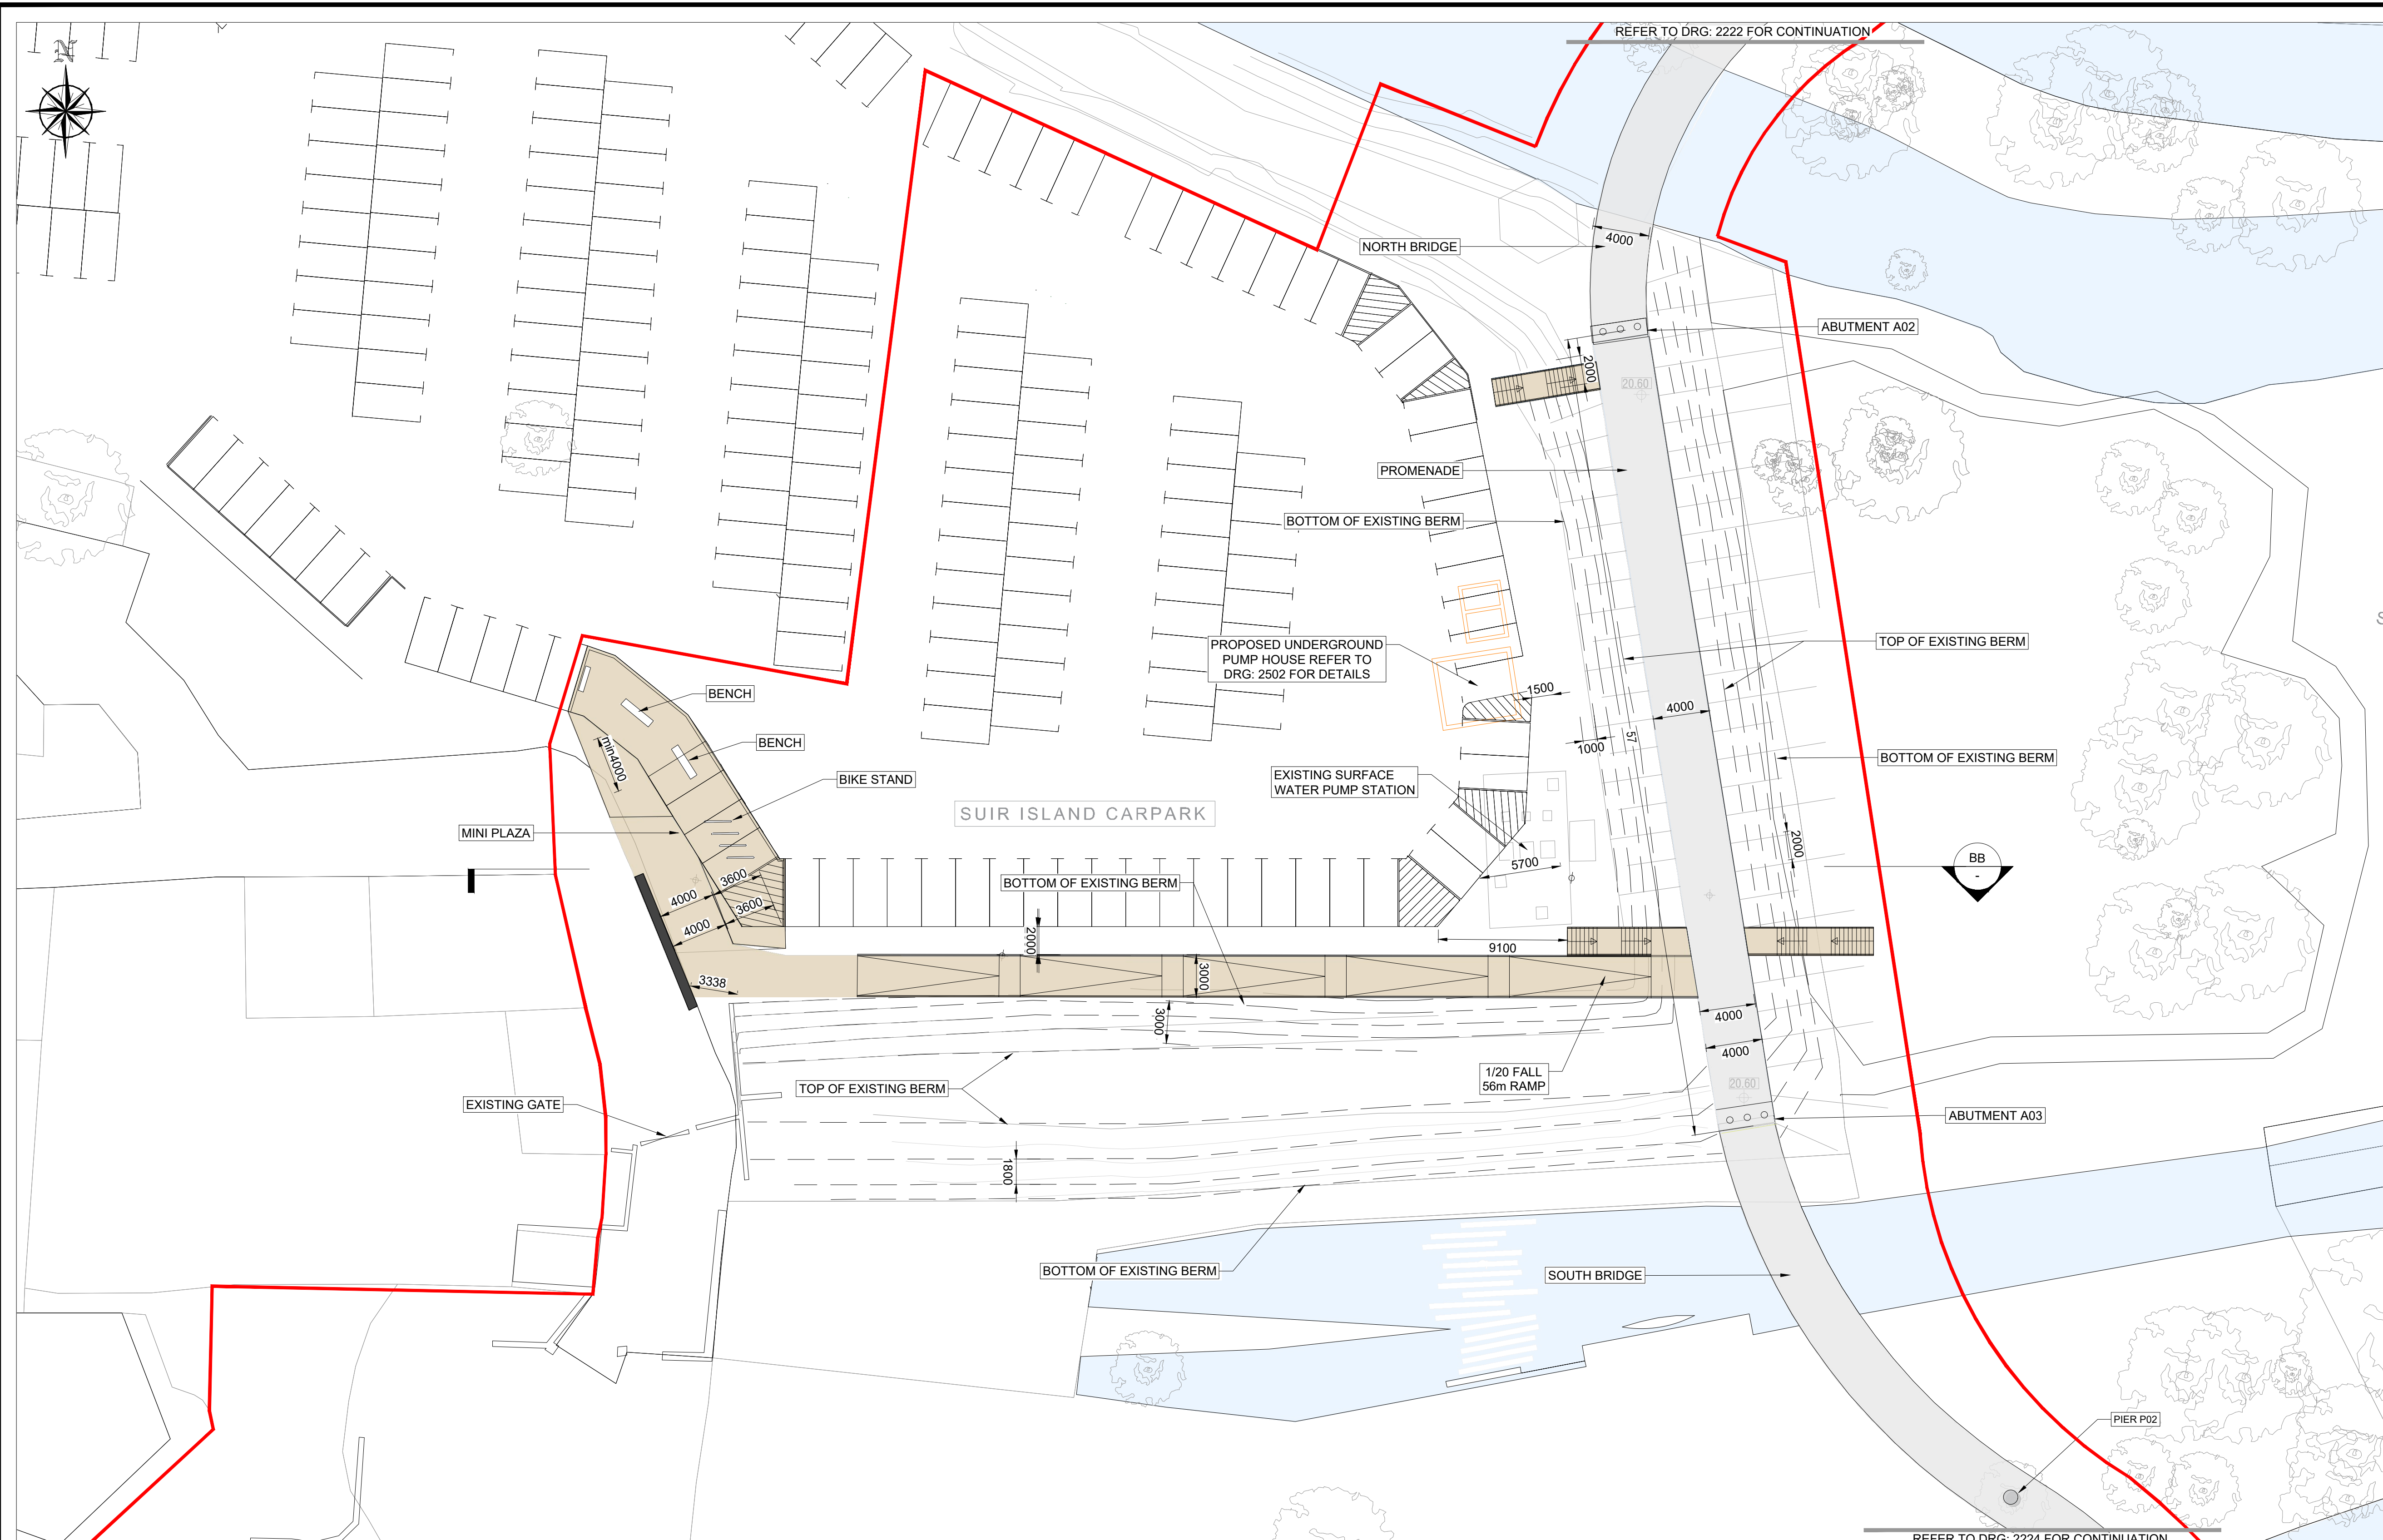 REFER TO DRG: 2222 FOR CONTINUATION
N
4000
NORTH BRIDGE
ABUTMENT A02
2000
20.60
PROMENADE
BOTTOM OF EXISTING BERM
PROPOSED UNDERGROUND
PUMP HOUSE REFER TO
DRG: 2502 FOR DETAILS
TOP OF EXISTING BERM
BENCH
1500
4000
57
1000
BENCH
min4000
BOTTOM OF EXISTING BERM
BIKE STAND
EXISTING SURFACE
WATER PUMP STATION
SUIR ISLAND CARPARK
MINI PLAZA
2000
BB
-
5700
BOTTOM OF EXISTING BERM
3600
4000
3600
4000
2000
9100
3338
3000
3000
4000
4000
1/20 FALL
56m RAMP
20.60
TOP OF EXISTING BERM
EXISTING GATE
ABUTMENT A03
1800
BOTTOM OF EXISTING BERM
SOUTH BRIDGE
PIER P02
REFER TO DRG: 2224 FOR CONTINUATION